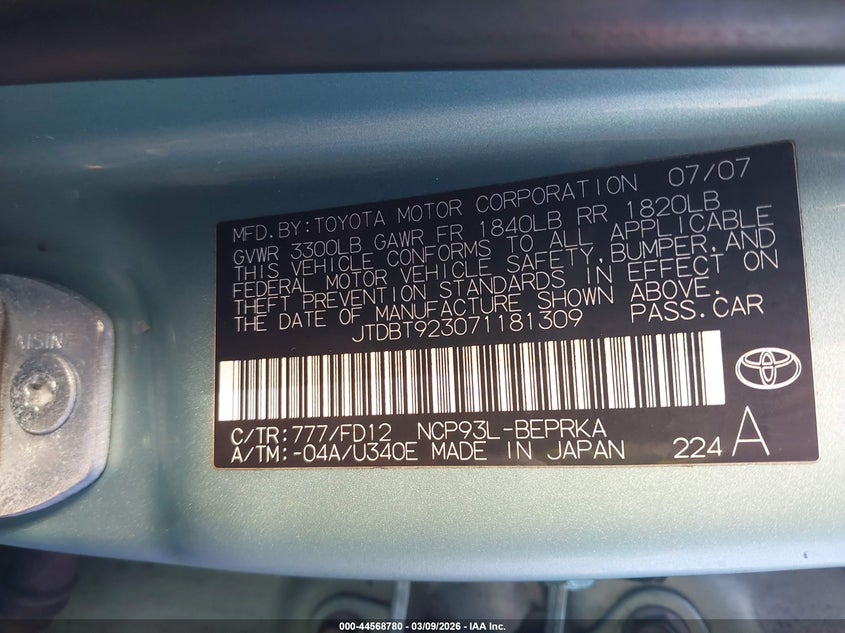 MFD.BY:TOYOTA MOTOR CORPORATION 07/07
GVWR 3300LB GAWR FR 1840LB RR 1820LB
THIS VEHICLE CONFORMS TO ALL APPLICABLE
FEDERAL MOTOR VEHICLE SAFETY,BUMPER,AND
THEFT PREVENTION STANDARDS IN EFFECT ON
THE DATE OF MANUFACTURE SHOWN ABOVE.
JTDBT923071181309 PASS.CAR
C/TR:777/FD12 NCP93L-BEPRKA
A/TM:-04A/U340E MADE IN JAPAN 224 A
AISIN
000-44568780 - 03/09/2026 - IAA Inc.